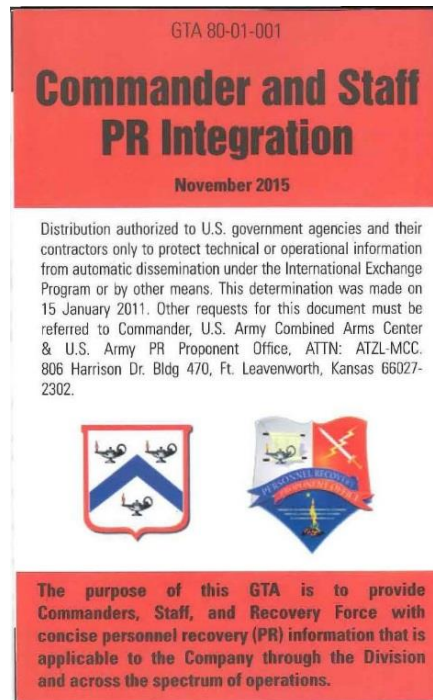 GTA 80-01-001
Commander and Staff
PR Integration
November 2015
Distribution authorized to U.S. government agencies and their
contractors only to protect technical or operational information
from automatic dissemination under the International Exchange
Program or by other means. This determination was made on
15 January 2011. Other requests for this document must be
referred to Commander, U.S. Army Combined Arms Center
& U.S. Army PR Proponent Office, ATTN: ATZL-MCC.
806 Harrison Dr. Bldg 470, Ft. Leavenworth, Kansas 66027-
2302.
PERSONNEL RECOVERY
PROPONENT OFFICE
The purpose of this GTA is to provide
Commanders, Staff, and Recovery Force with
concise personnel recovery (PR) information that is
applicable to the Company through the Division
and across the spectrum of operations.